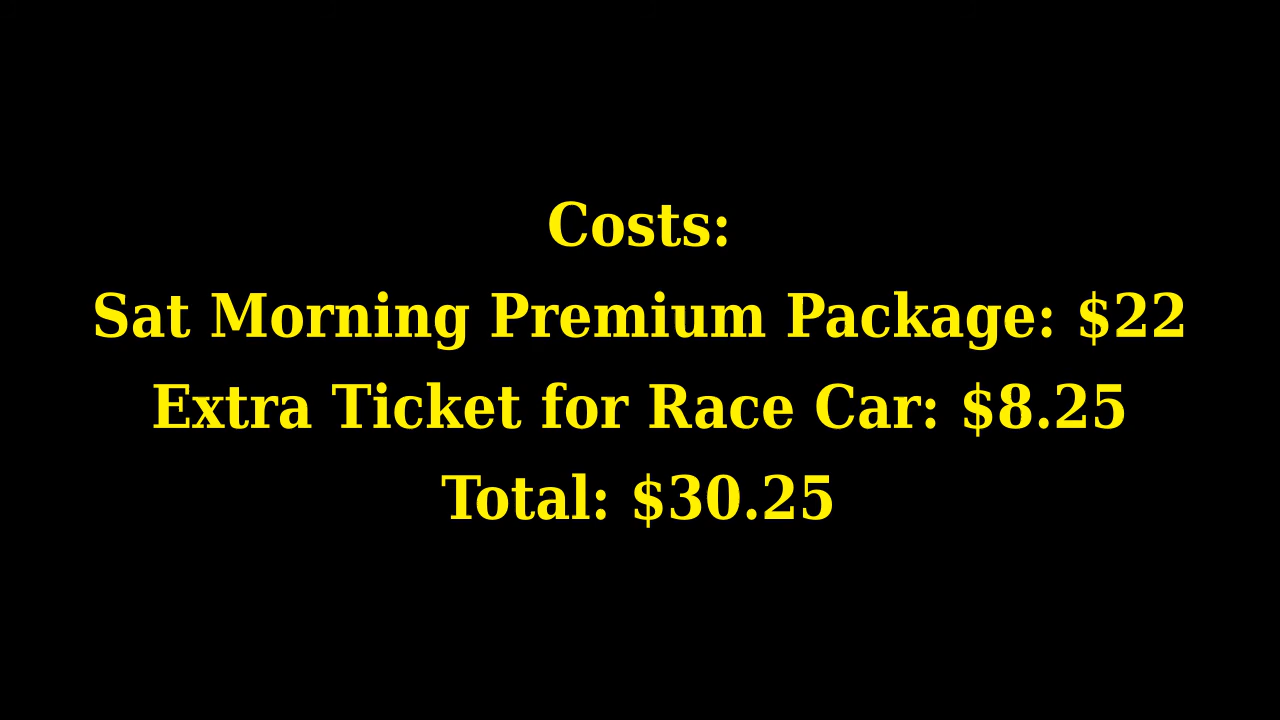 Costs:
Sat Morning Premium Package: $22
Extra Ticket for Race Car: $8.25
Total: $30.25